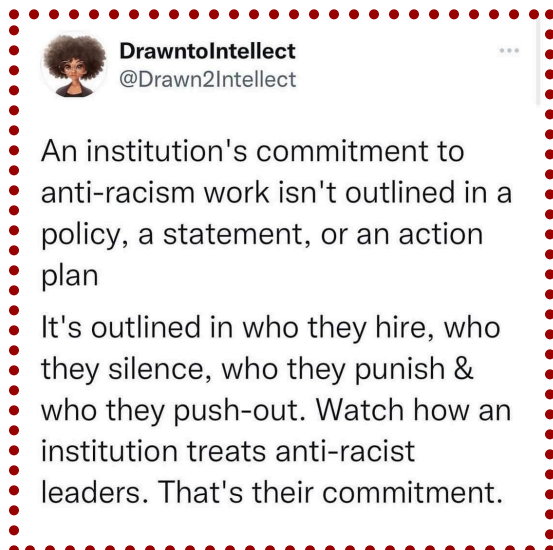 DrawntoIntellect
@Drawn2Intellect
An institution's commitment to
anti-racism work isn't outlined in a
policy, a statement, or an action
plan
It's outlined in who they hire, who
they silence, who they punish &
who they push-out. Watch how an
institution treats anti-racist
leaders. That's their commitment.